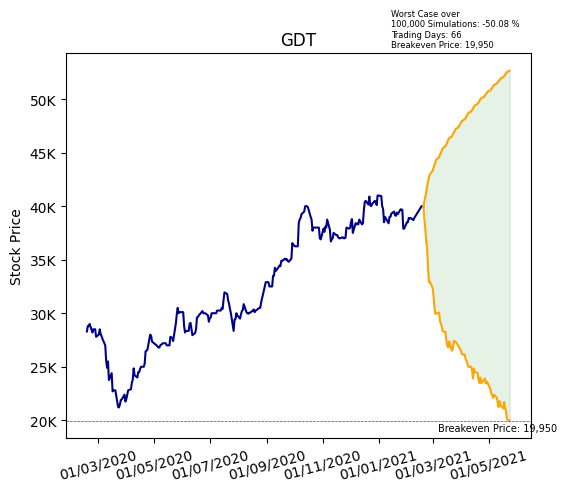 Worst Case over
100,000 Simulations: -50.08 %
Trading Days: 66
Breakeven Price: 19,950
GDT
Stock Price
50K
45K
40K
35K
30K
25K
20K
Breakeven Price: 19,950
01/03/2020
01/05/2020
01/07/2020
01/09/2020
01/11/2020
01/01/2021
01/03/2021
01/05/2021